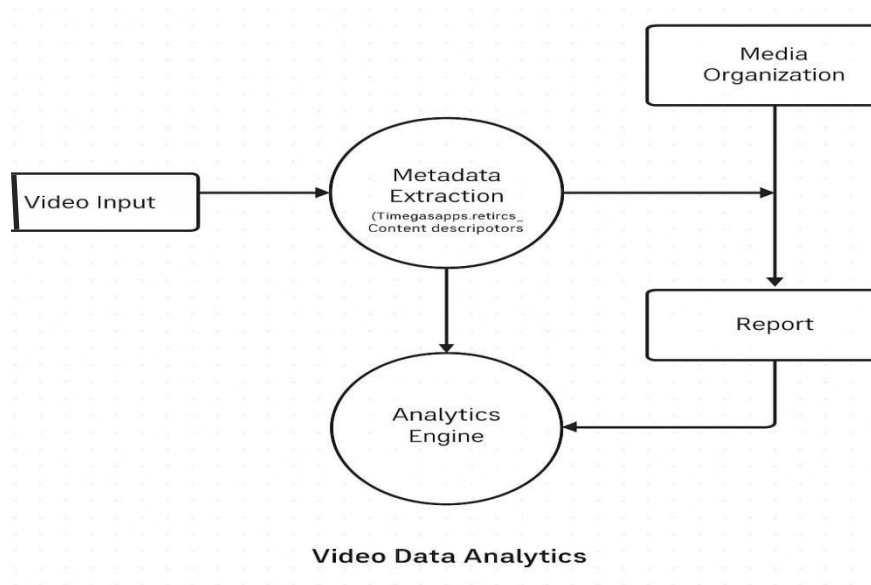 Media
Organization
Video Input
Metadata
Extraction
(Timegasapps.retircs_
Content descripotors
Report
Analytics
Engine
Video Data Analytics